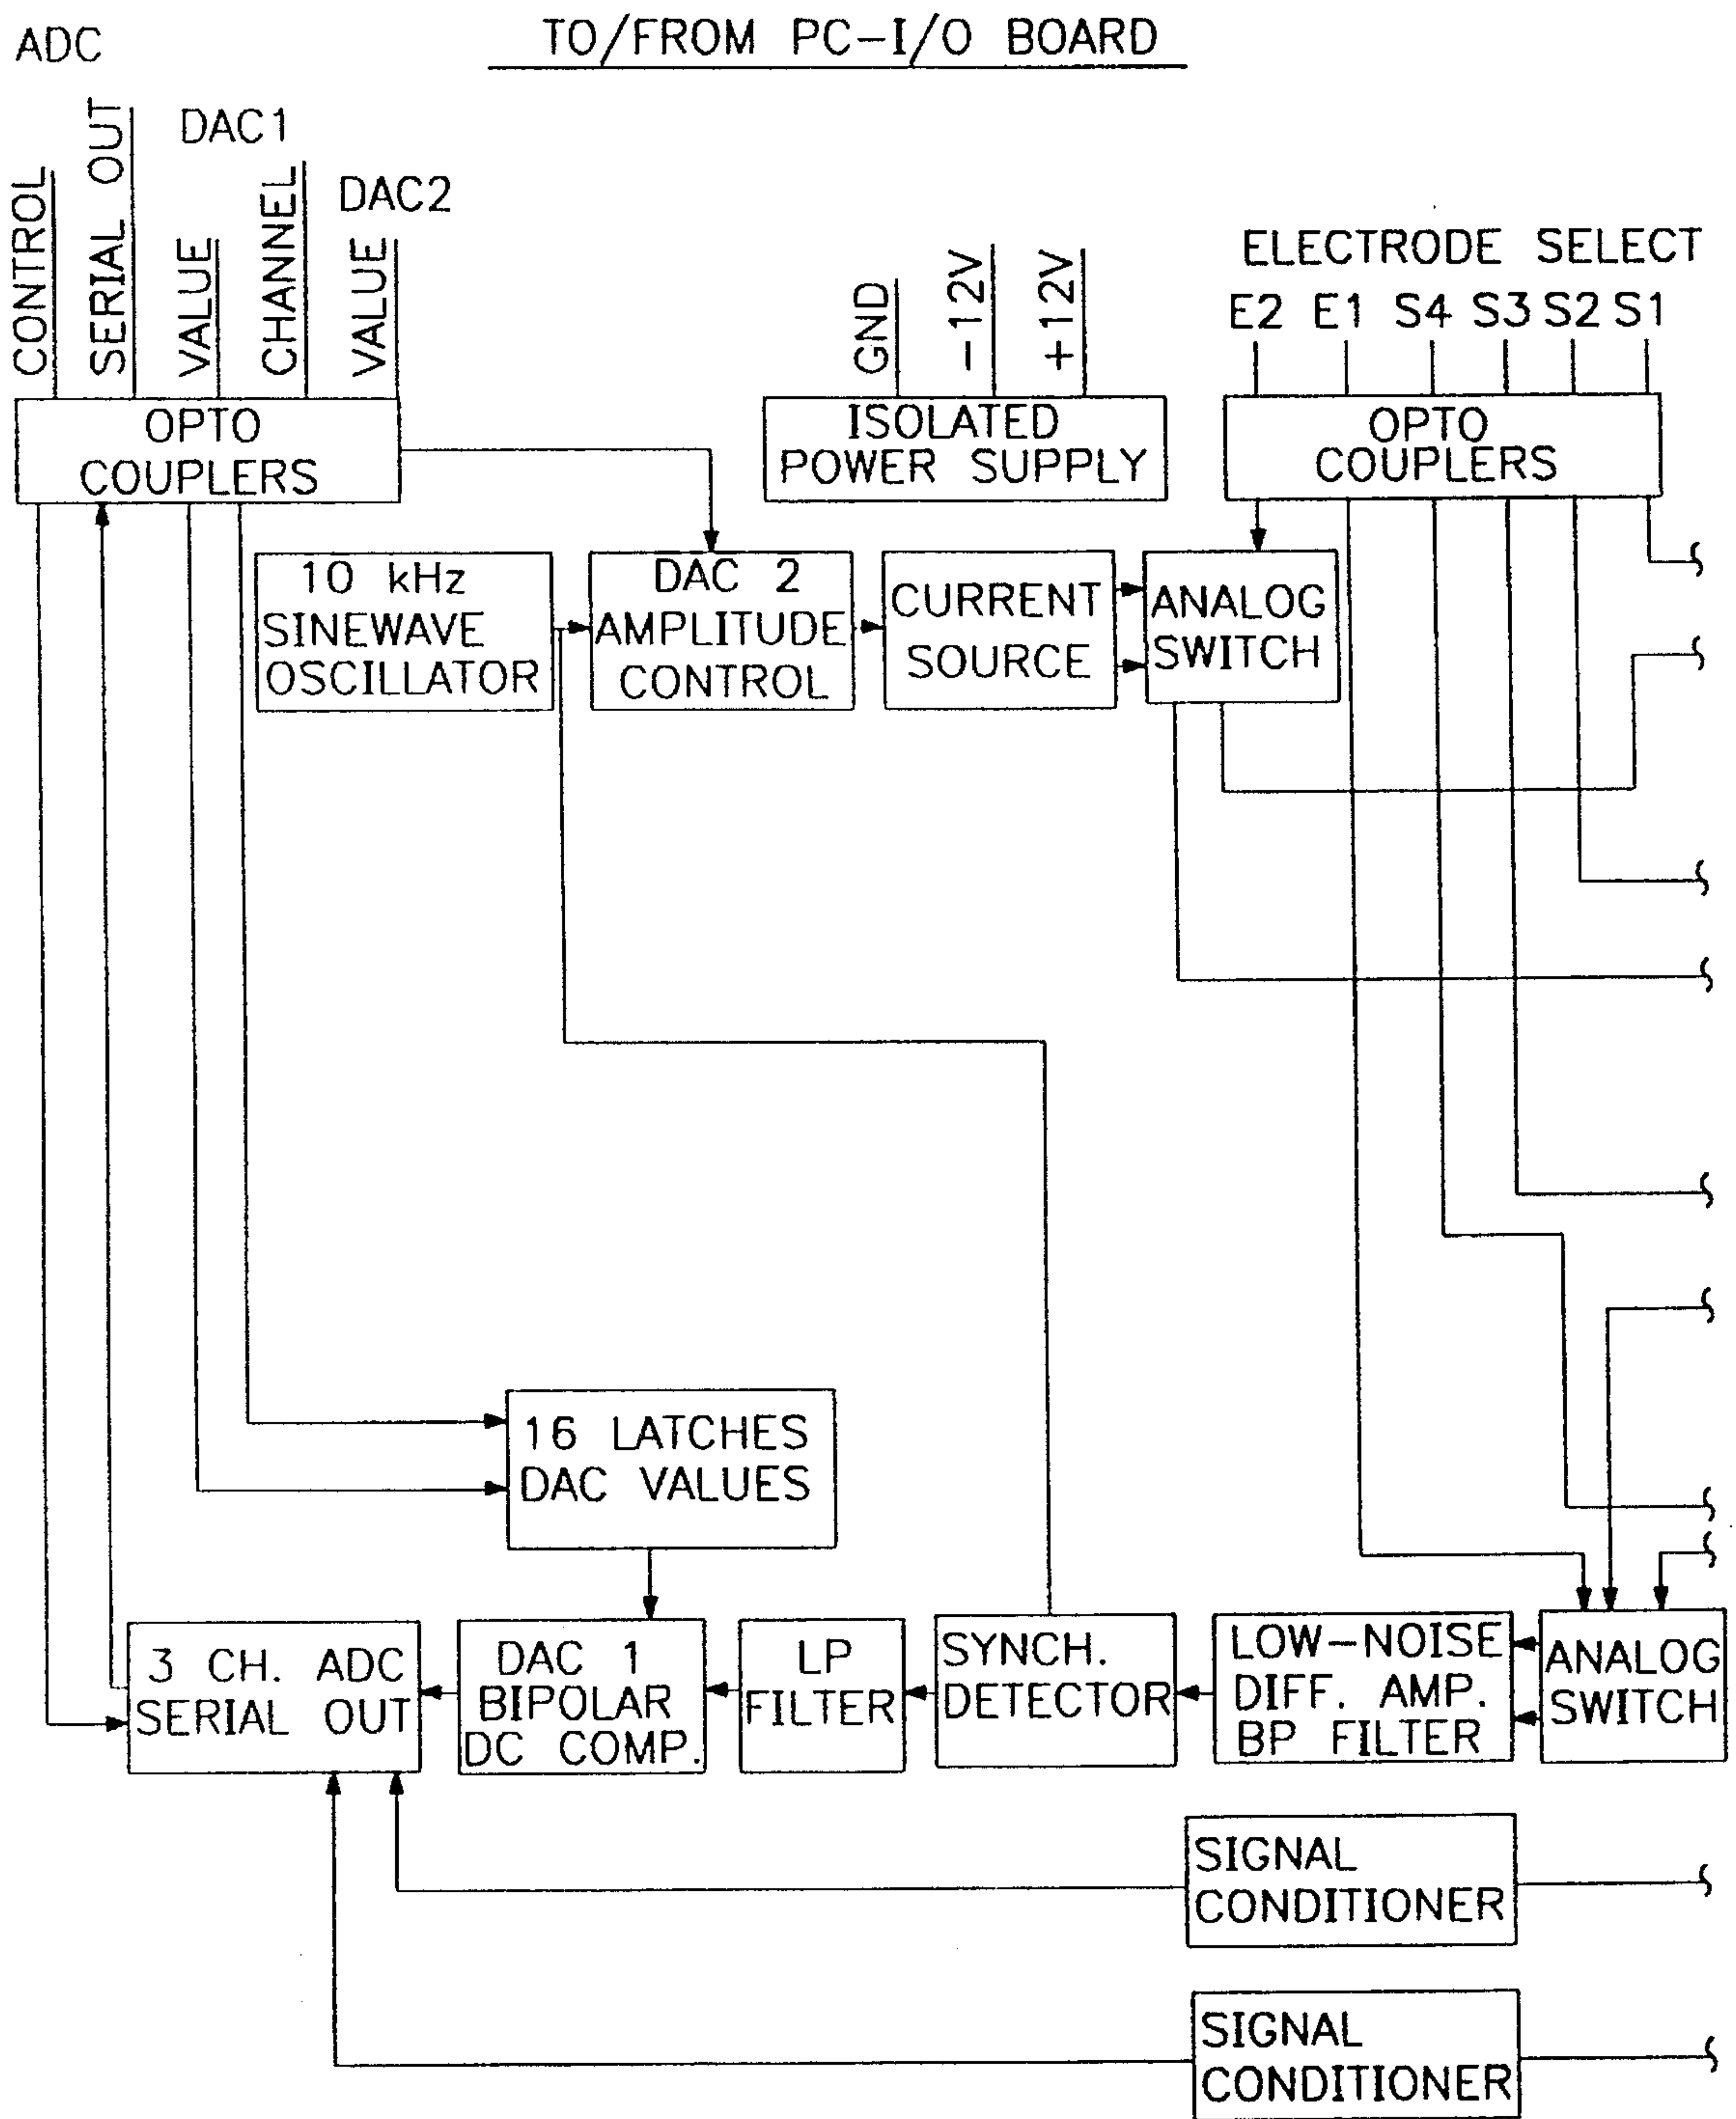 TO/FROM PC-I/O BOARD
ADC
CONTROL
SERIAL OUT
DAC1
VALUE
CHANNEL
DAC2
VALUE
GND
-12V
+12V
ELECTRODE SELECT
E2 E1 S4 S3 S2 S1
OPTO
COUPLERS
ISOLATED
POWER SUPPLY
OPTO
COUPLERS
10 kHz
SINEWAVE
OSCILLATOR
DAC 2
AMPLITUDE
CONTROL
CURRENT
SOURCE
ANALOG
SWITCH
16 LATCHES
DAC VALUES
3 CH. ADC
SERIAL OUT
DAC 1
BIPOLAR
DC COMP.
LP
FILTER
SYNCH.
DETECTOR
LOW-NOISE
DIFF. AMP.
BP FILTER
ANALOG
SWITCH
SIGNAL
CONDITIONER
SIGNAL
CONDITIONER